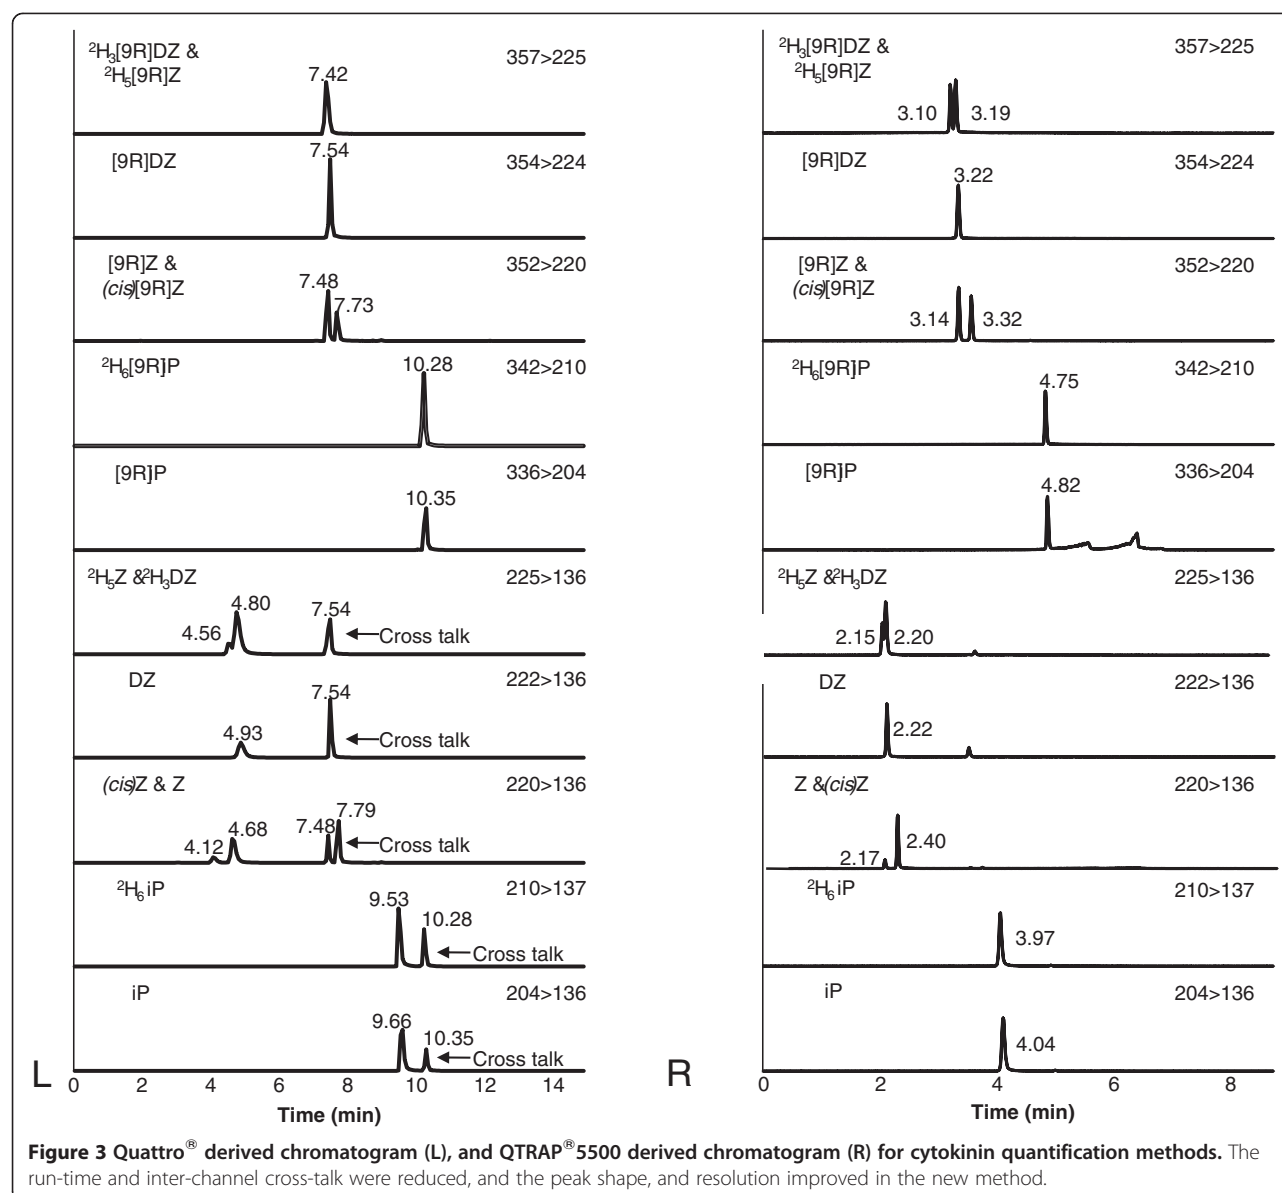 ²H₃[9R]DZ &
²H₅[9R]Z
357>225
7.42
[9R]DZ
354>224
7.54
[9R]Z &
(cis)[9R]Z
352>220
7.48
7.73
²H₆[9R]iP
342>210
10.28
[9R]iP
336>204
10.35
²H₅Z &²H₃DZ
225>136
4.56
4.80
7.54
Cross talk
DZ
222>136
4.93
7.54
Cross talk
(cis)Z & Z
220>136
4.12
4.68
7.48
7.79
Cross talk
²H₆iP
210>137
9.53
10.28
Cross talk
iP
204>136
9.66
10.35
Cross talk
L
0 2 4 6 8 10 12 14
Time (min)
²H₃[9R]DZ &
²H₅[9R]Z
357>225
3.10
3.19
[9R]DZ
354>224
3.22
[9R]Z &
(cis)[9R]Z
352>220
3.14
3.32
²H₆[9R]iP
342>210
4.75
[9R]iP
336>204
4.82
²H₅Z &²H₃DZ
225>136
2.15
2.20
DZ
222>136
2.22
Z &(cis)Z
220>136
2.17
2.40
²H₆iP
210>137
3.97
iP
204>136
4.04
R
0 2 4 6 8
Time (min)
Figure 3 Quattro® derived chromatogram (L), and QTRAP®5500 derived chromatogram (R) for cytokinin quantification methods. The
run-time and inter-channel cross-talk were reduced, and the peak shape, and resolution improved in the new method.